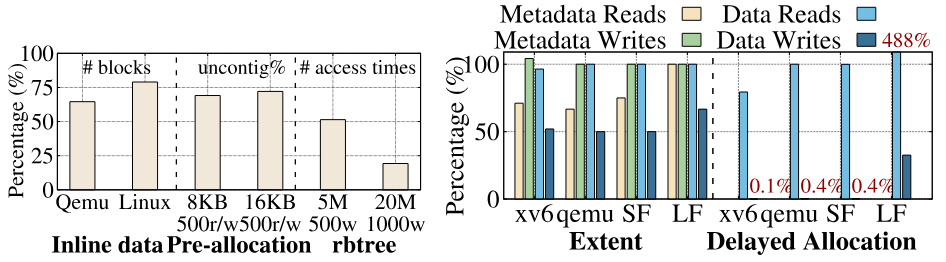 100
75
50
25
0
Percentage (%)
# blocks
uncontig%
# access times
Qemu
Linux
8KB
500r/w
16KB
500r/w
5M
500w
20M
1000w
Inline data
Pre-allocation
rbtree
Metadata Reads
Data Reads
Metadata Writes
Data Writes
488%
100
50
0
Percentage (%)
0.1%
0.4%
0.4%
xv6
qemu
SF
LF
xv6
qemu
SF
LF
Extent
Delayed Allocation